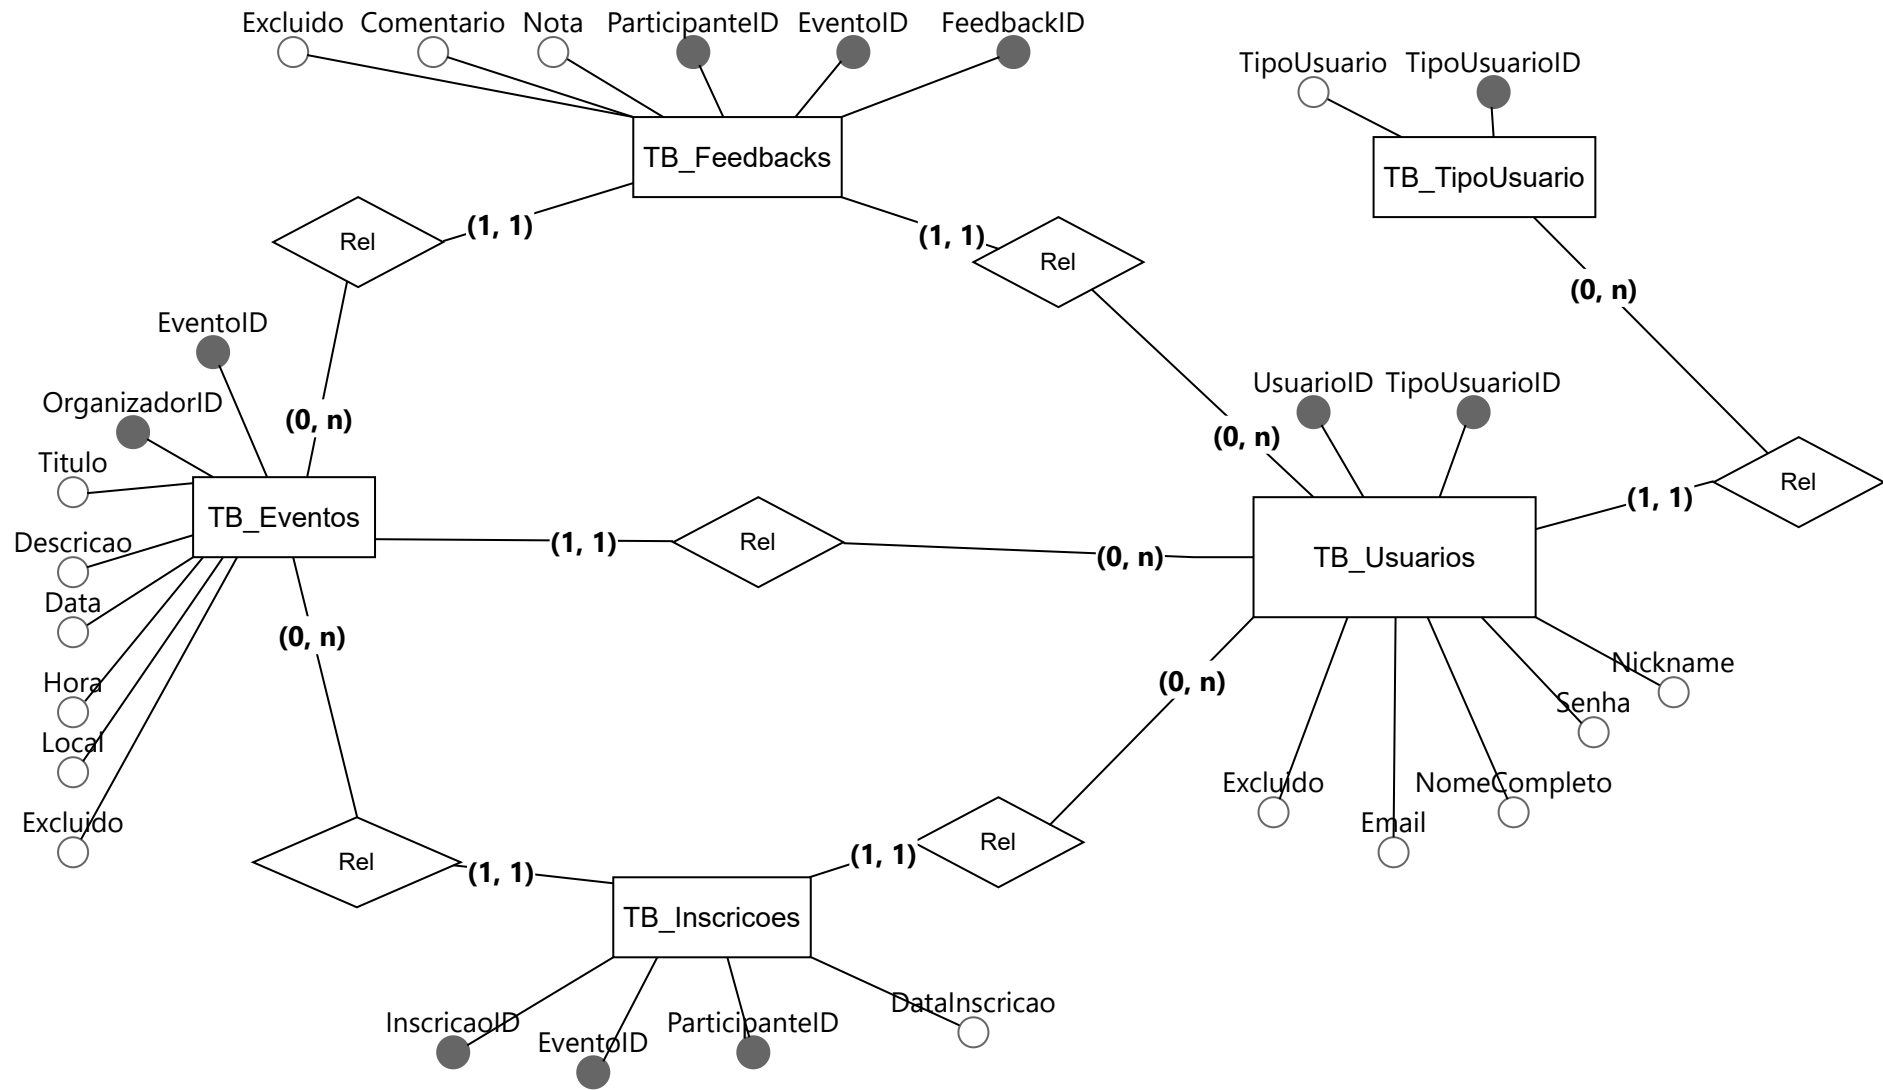 Excluido Comentario Nota ParticipanteID EventoID FeedbackID
TipoUsuario TipoUsuarioID
TB_Feedbacks
TB_TipoUsuario
(1, 1)
(1, 1)
Rel
Rel
(0, n)
EventoID
OrganizadorID
(0, n)
UsuarioID TipoUsuarioID
(0, n)
Titulo
Rel
(1, 1)
TB_Eventos
Descricao
(1, 1)
Rel
(0, n)
TB_Usuarios
Data
(0, n)
Hora
(0, n)
Nickname
Senha
Local
Excluido
NomeCompleto
Excluido
Email
Rel
(1, 1)
(1, 1)
Rel
TB_Inscricoes
InscricaoID
EventoID
ParticipanteID
DataInscricao